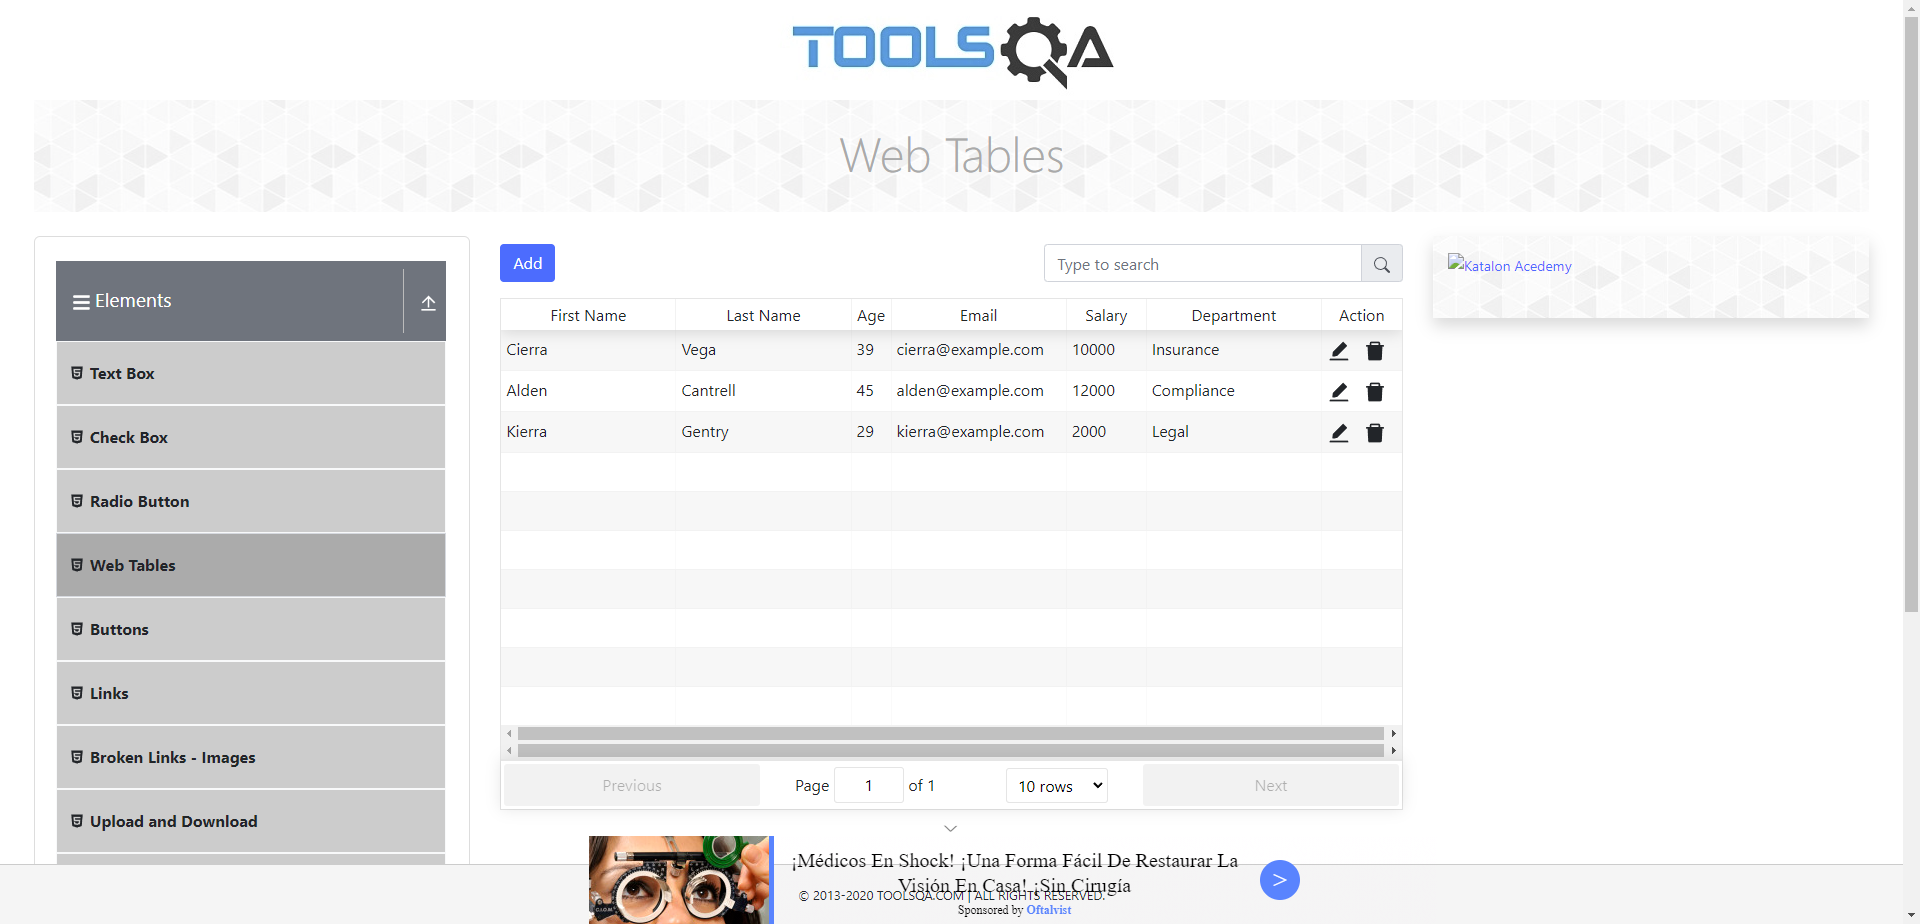 TOOLSQA
Web Tables
Elements
Text Box
Check Box
Radio Button
Web Tables
Buttons
Links
Broken Links - Images
Upload and Download
Add
Type to search
First Name Last Name Age Email Salary Department Action
Cierra Vega 39 cierra@example.com 10000 Insurance
Alden Cantrell 45 alden@example.com 12000 Compliance
Kierra Gentry 29 kierra@example.com 2000 Legal
Previous Page 1 of 1 10 rows Next
Katalon Acedemy
¡Médicos En Shock! ¡Una Forma Fácil De Restaurar La
Visión En Casa! ¡Sin Cirugía
© 2013-2020 TOOLSQA.COM | ALL RIGHTS RESERVED.
Sponsored by Oftalvist